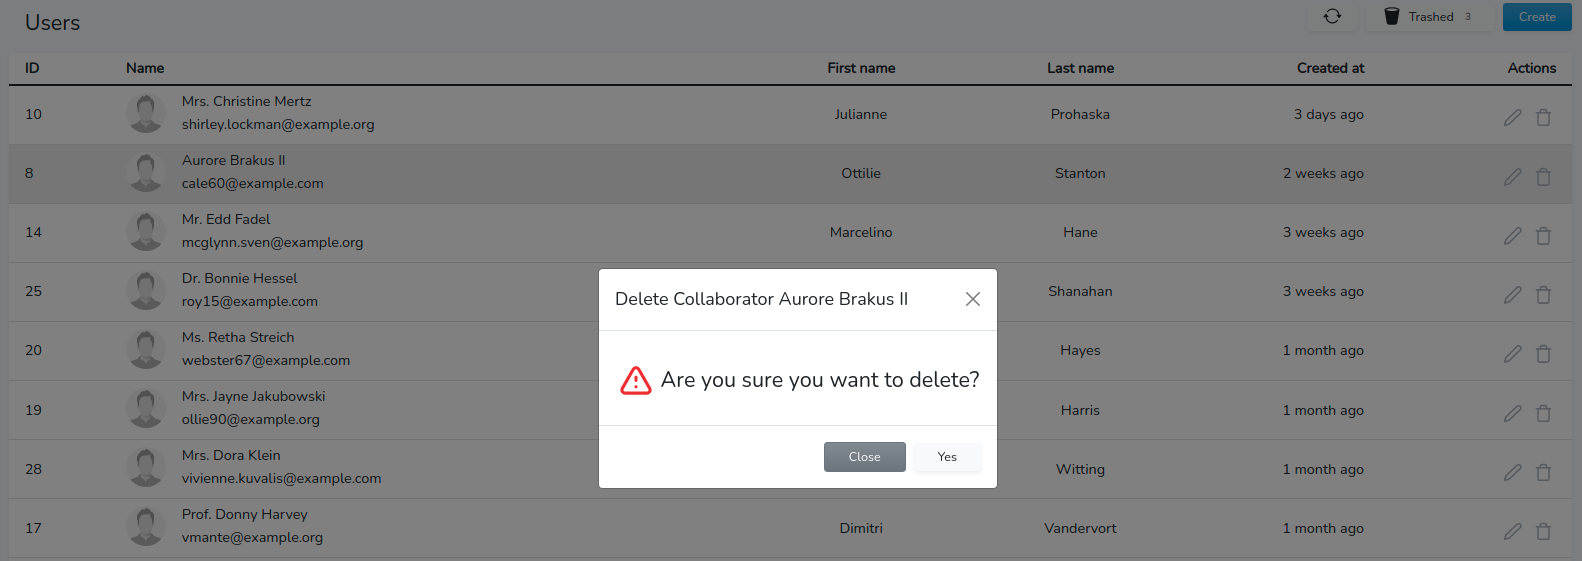 Users
Trashed 3
Create
ID Name First name Last name Created at Actions
Mrs. Christine Mertz
10 Julianne Prohaska 3 days ago
shirley.lockman@example.org
Aurore Brakus II
8 Ottilie Stanton 2 weeks ago
cale60@example.com
Mr. Edd Fadel
14 Marcelino Hane 3 weeks ago
mcglynn.sven@example.org
Dr. Bonnie Hessel
25 Shanahan 3 weeks ago
roy15@example.com
Ms. Retha Streich
20 Hayes 1 month ago
webster67@example.com
Mrs. Jayne Jakubowski
19 Harris 1 month ago
ollie90@example.org
Mrs. Dora Klein
28 Witting 1 month ago
vivienne.kuvalis@example.com
Prof. Donny Harvey
17 Dimitri Vandervort 1 month ago
vmante@example.org
Delete Collaborator Aurore Brakus II
Are you sure you want to delete?
Close Yes